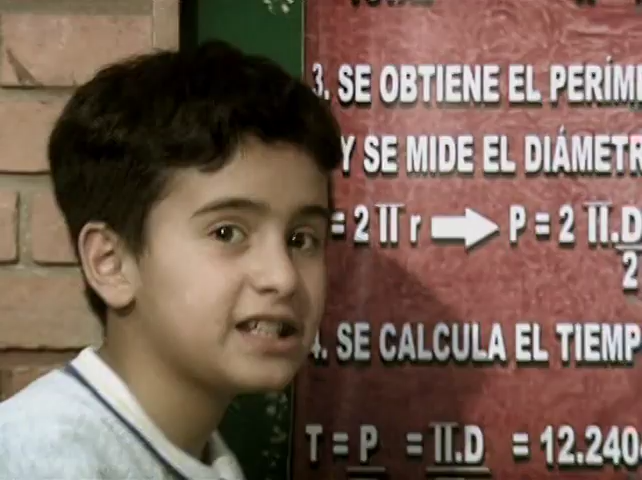 TOTAL
3. SE OBTIENE EL PERÍM
Y SE MIDE EL DIÁMETR
= 2 π r → P = 2 π.D
2
4. SE CALCULA EL TIEMP
T = P = π.D = 12.240